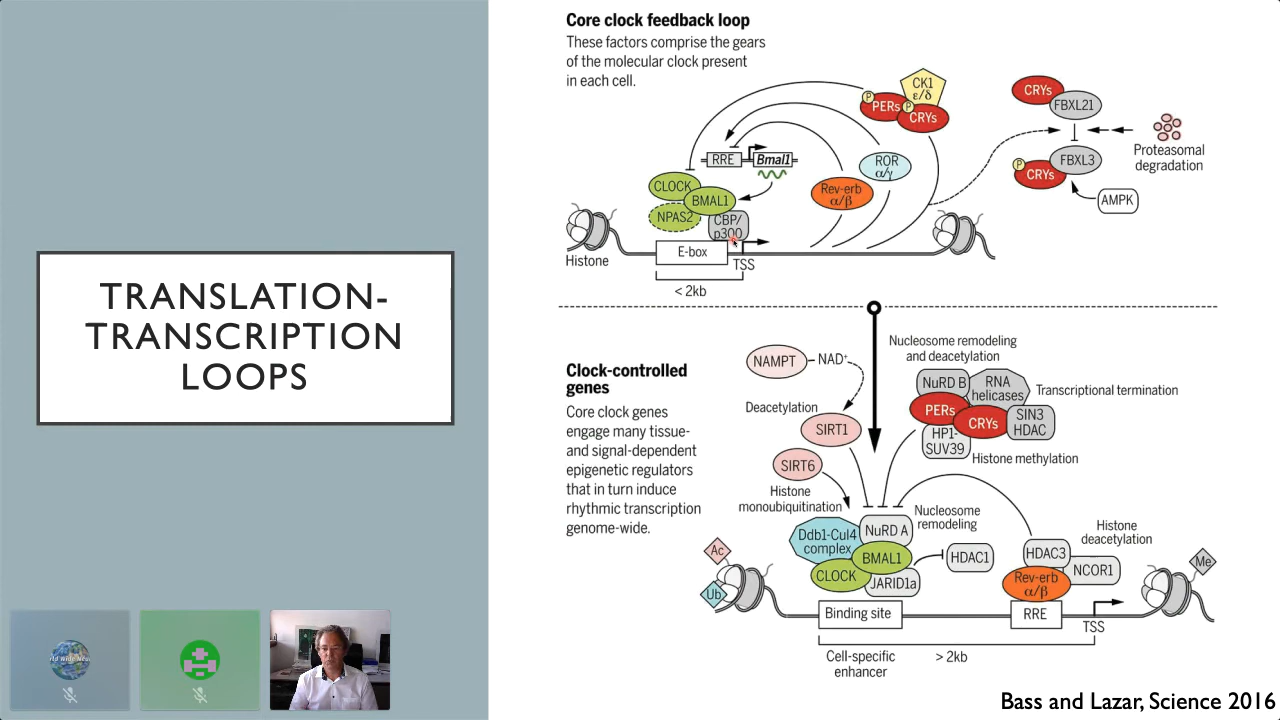 TRANSLATION-
TRANSCRIPTION
LOOPS
Core clock feedback loop
These factors comprise the gears
of the molecular clock present
in each cell.
CK1
ε/δ
P
PERs
P
CRYs
CRYs
FBXL21
Proteasomal
degradation
FBXL3
P
CRYs
AMPK
RRE
Bmal1
ROR
α/γ
Rev-erb
α/β
CLOCK
BMAL1
NPAS2
CBP/
p300
Histone
E-box
TSS
< 2kb
Clock-controlled
genes
Core clock genes
engage many tissue-
and signal-dependent
epigenetic regulators
that in turn induce
rhythmic transcription
genome-wide.
NAMPT
NAD+
Deacetylation
SIRT1
SIRT6
Histone
monoubiquitination
Nucleosome remodeling
and deacetylation
NuRD B
RNA
helicases
Transcriptional termination
PERs
CRYs
SIN3
HDAC
HP1-
SUV39
Histone methylation
Ddb1-Cul4
complex
NuRD A
Nucleosome
remodeling
BMAL1
CLOCK
JARID1a
HDAC1
Histone
deacetylation
HDAC3
NCOR1
Rev-erb
α/β
Ac
Ub
Me
Binding site
RRE
TSS
Cell-specific
enhancer
> 2kb
Bass and Lazar, Science 2016